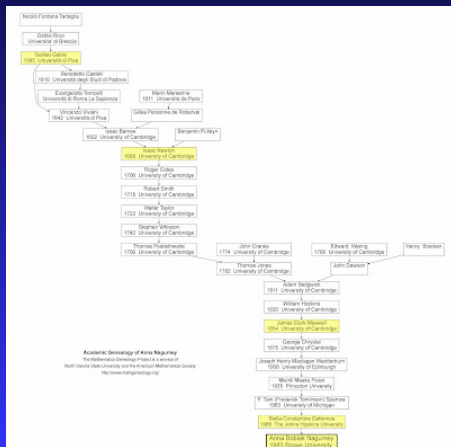 Nicolò Fontana Tartaglia
Ostilio Ricci
Universita' di Brescia
Galileo Galilei
1585 Università di Pisa
Benedetto Castelli
1610 Università degli Studi di Padova
Marin Mersenne
1611 Université de Paris
Evangelista Torricelli
Università di Roma La Sapienza
Vincenzo Viviani
1642 Università di Pisa
Gilles Personne de Roberval
Isaac Barrow
1652 University of Cambridge
Benjamin Pulleyn
Isaac Newton
1668 University of Cambridge
Roger Cotes
1706 University of Cambridge
Robert Smith
1715 University of Cambridge
Walter Taylor
1723 University of Cambridge
Stephen Whisson
1742 University of Cambridge
Thomas Postlethwaite
1756 University of Cambridge
John Cranke
1774 University of Cambridge
Edward Waring
1760 University of Cambridge
Henry Bracken
Thomas Jones
1782 University of Cambridge
John Dawson
Adam Sedgwick
1811 University of Cambridge
William Hopkins
1830 University of Cambridge
James Clerk Maxwell
1854 University of Cambridge
George Chrystal
1875 University of Cambridge
Joseph Henry Maclagan Wedderburn
1908 University of Edinburgh
Merrill Meeks Flood
1935 Princeton University
F. Tom (Frederick Tomlinson) Sparrow
1963 University of Michigan
Stella Constantine Dafermos
1968 The Johns Hopkins University
Anna Bobiak Nagurney
1983 Brown University
Academic Genealogy of Anna Nagurney
The Mathematics Genealogy Project is a service of
North Dakota State University and the American Mathematical Society
http://www.mathgenealogy.org/